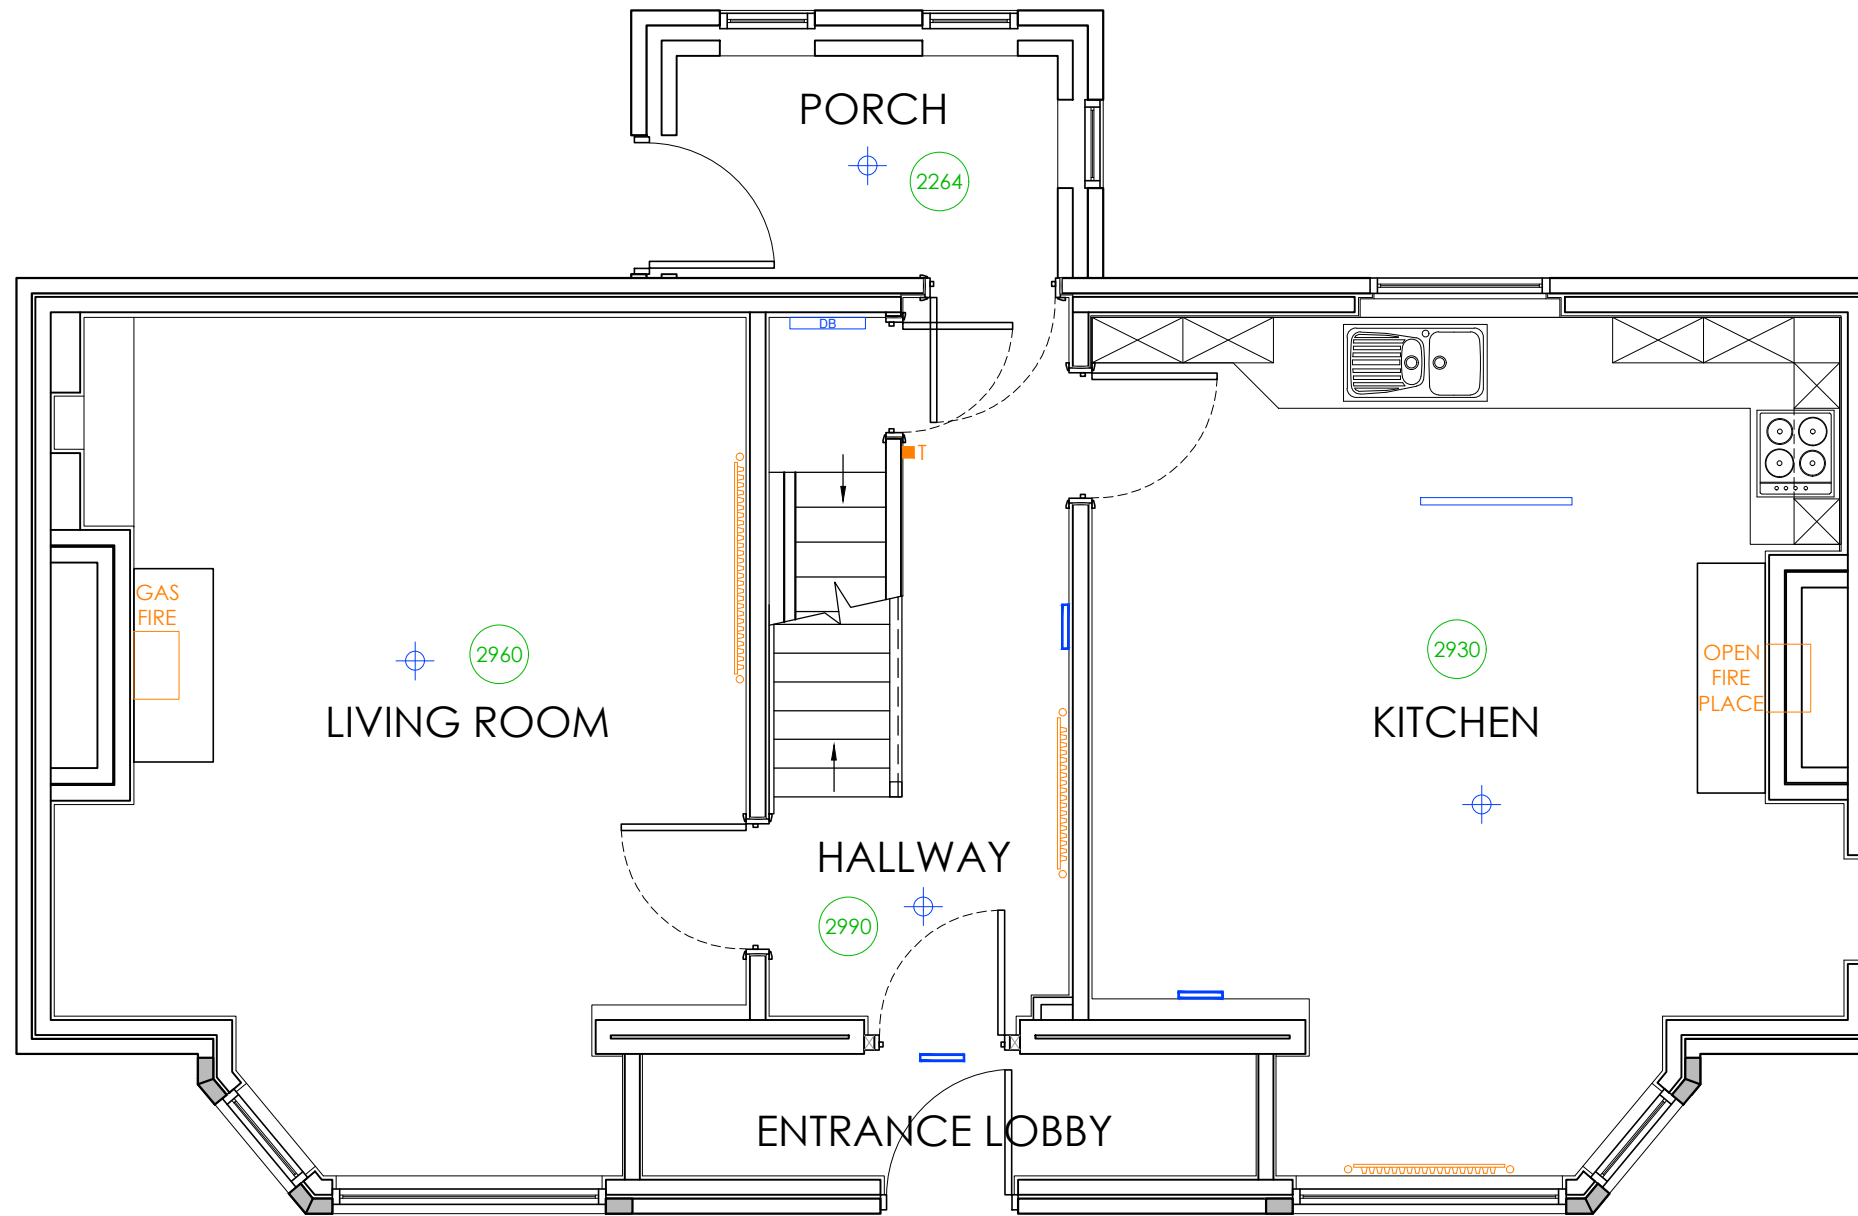 PORCH
2264
DB
T
GAS
FIRE
2960
LIVING ROOM
2930
KITCHEN
OPEN
FIRE
PLACE
HALLWAY
2990
ENTRANCE LOBBY